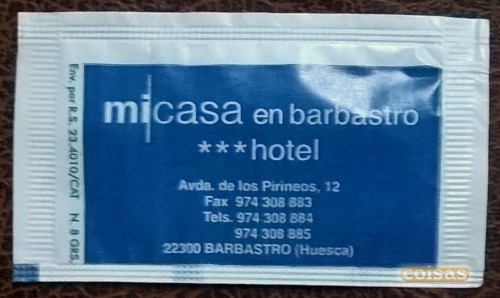 micasa en barbastro
***hotel
Avda. de los Pirineos, 12
Fax 974 308 883
Tels. 974 308 884
974 308 885
22300 BARBASTRO (Huesca)
Env. por R.S. 23.4010/CAT N. 8 GRS.
coisas